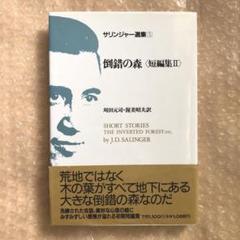 サリンジャー選集③
倒錯の森〈短編集Ⅱ〉
刈田元司・渥美昭夫訳
SHORT STORIES
THE INVERTED FOREST, etc.
by J.D. SALINGER
荒地ではなく
木の葉がすべて地下にある
大きな倒錯の森なのだ